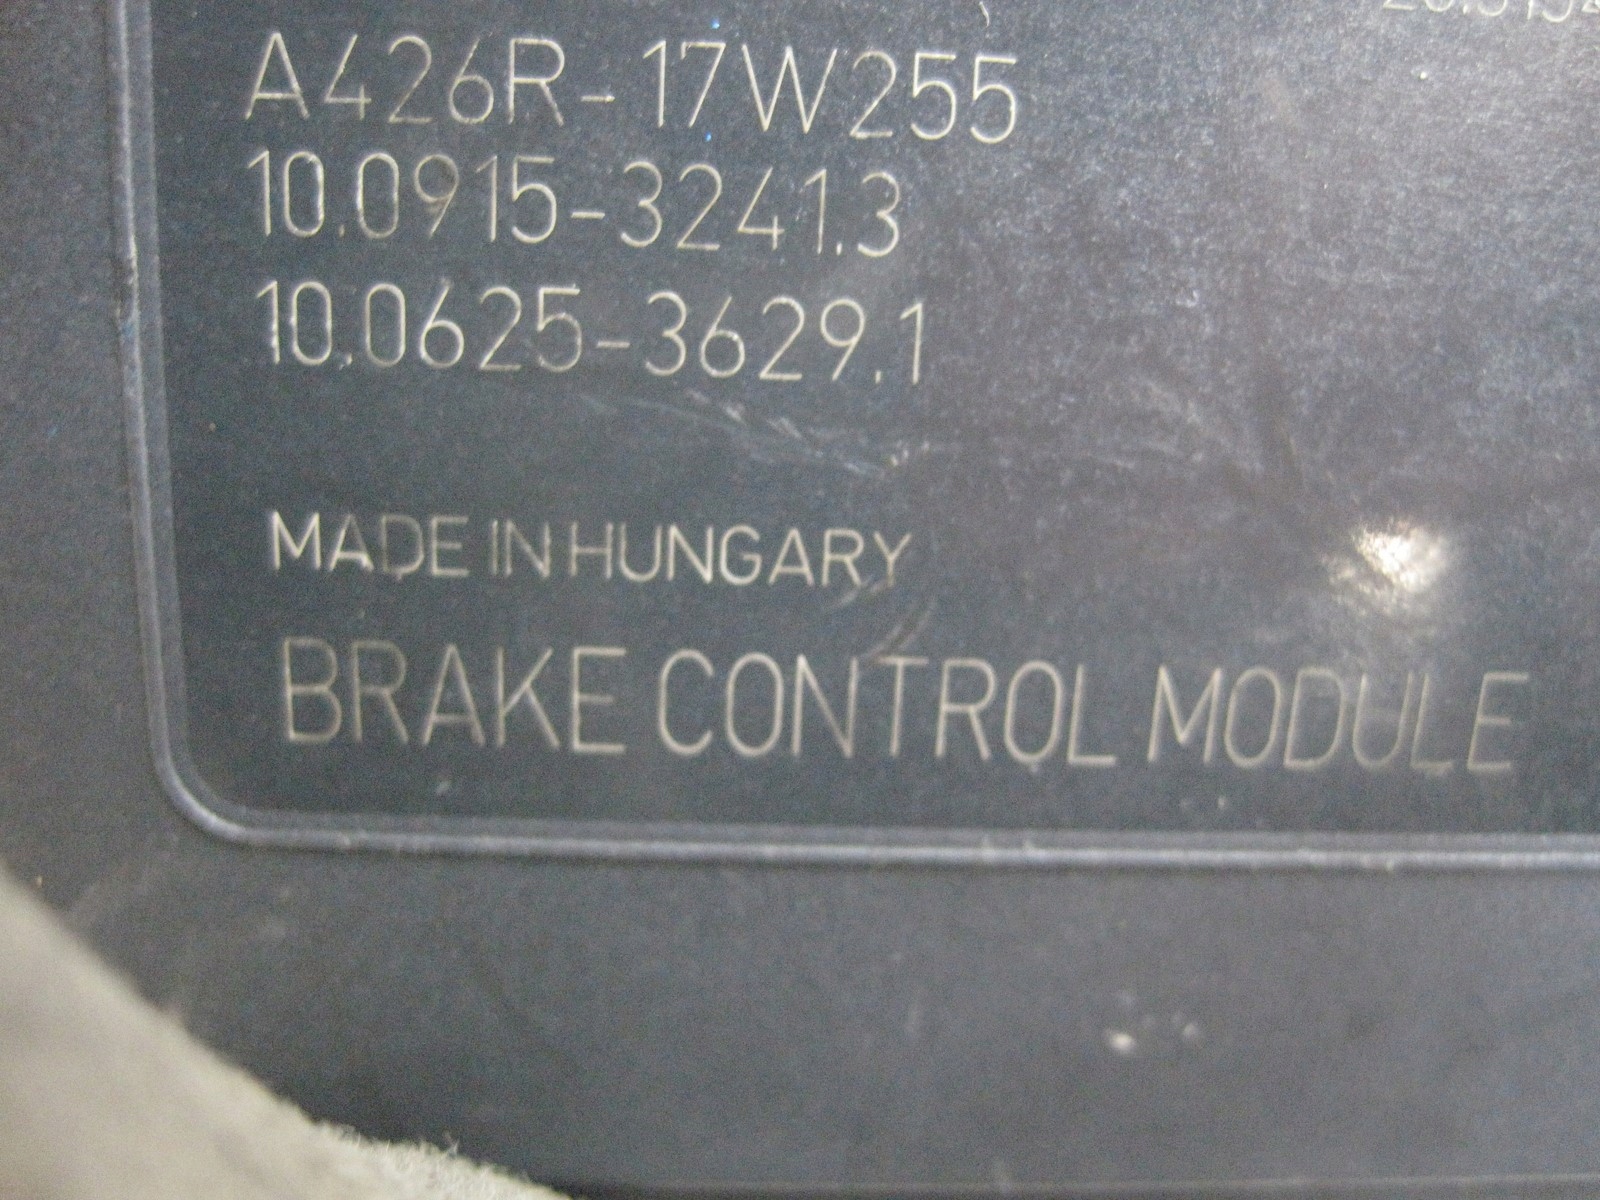 A426R-17W255
10.0915-3241.3
10.0625-3629.1
MADE IN HUNGARY
BRAKE CONTROL MODULE